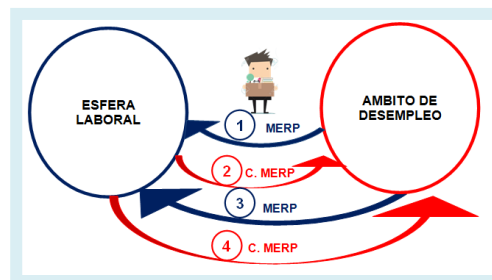 ESFERA
LABORAL
AMBITO DE
DESEMPLEO
1 MERP
2 C. MERP
3 MERP
4 C. MERP